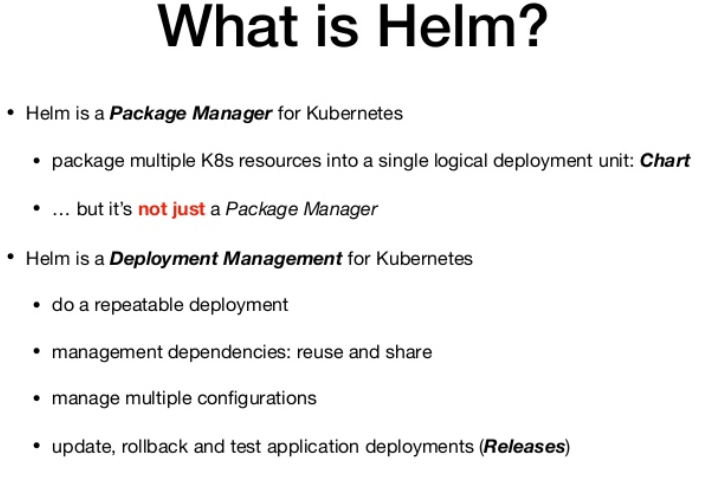 What is Helm?
• Helm is a Package Manager for Kubernetes
• package multiple K8s resources into a single logical deployment unit: Chart
• … but it's not just a Package Manager
• Helm is a Deployment Management for Kubernetes
• do a repeatable deployment
• management dependencies: reuse and share
• manage multiple configurations
• update, rollback and test application deployments (Releases)